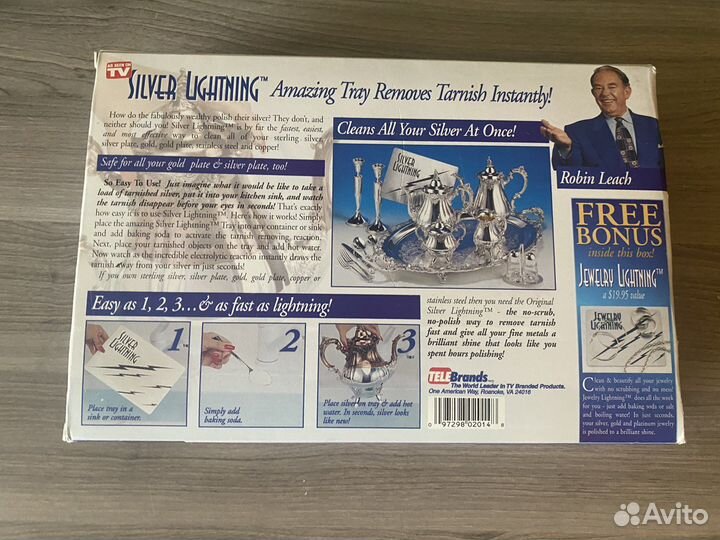 AS SEEN ON
TV
SILVER LIGHTNING™ Amazing Tray Removes Tarnish Instantly!
How do the fabulously wealthy polish their silver? They don't, and
neither should you! Silver Lightning™ is by far the fastest, easiest,
and most effective way to clean all of your sterling silver,
silver plate, gold, gold plate, stainless steel and copper!
Safe for all your gold plate & silver plate, too!
So Easy To Use! Just imagine what it would be like to take a
load of tarnished silver, put it into your kitchen sink, and watch
the tarnish disappear before your eyes in seconds! That's exactly
how easy it is to use Silver Lightning™. Here's how it works! Simply
place the amazing Silver Lightning™ Tray into any container or sink
and add baking soda to activate the tarnish removing reaction.
Next, place your tarnished objects on the tray and add hot water.
Now watch as the incredible electrolytic reaction instantly draws the
tarnish away from your silver in just seconds!
If you own sterling silver, silver plate, gold, gold plate, copper or
Cleans All Your Silver At Once!
SILVER
LIGHTNING
Robin Leach
FREE
BONUS
inside this box!
JEWELRY LIGHTNING™
a $19.95 value
JEWELRY
LIGHTNING
Clean & beautify all your jewelry
with no scrubbing and no mess!
Jewelry Lightning™ does all the work
for you - just add baking soda or salt
and boiling water! In just seconds,
your silver, gold and platinum jewelry
is polished to a brilliant shine.
Easy as 1, 2, 3...& as fast as lightning!
SILVER
LIGHTNING
1
Place tray in a
sink or container.
2
Simply add
baking soda.
3
Place silver on tray & add hot
water. In seconds, silver looks
like new!
stainless steel then you need the Original
Silver Lightning™ - the no-scrub,
no-polish way to remove tarnish
fast and give all your fine metals a
brilliant shine that looks like you
spent hours polishing!
TELEBrands
The World Leader In TV Branded Products.
One American Way, Roanoke, VA 24016
0 97298 02014 8
Avito